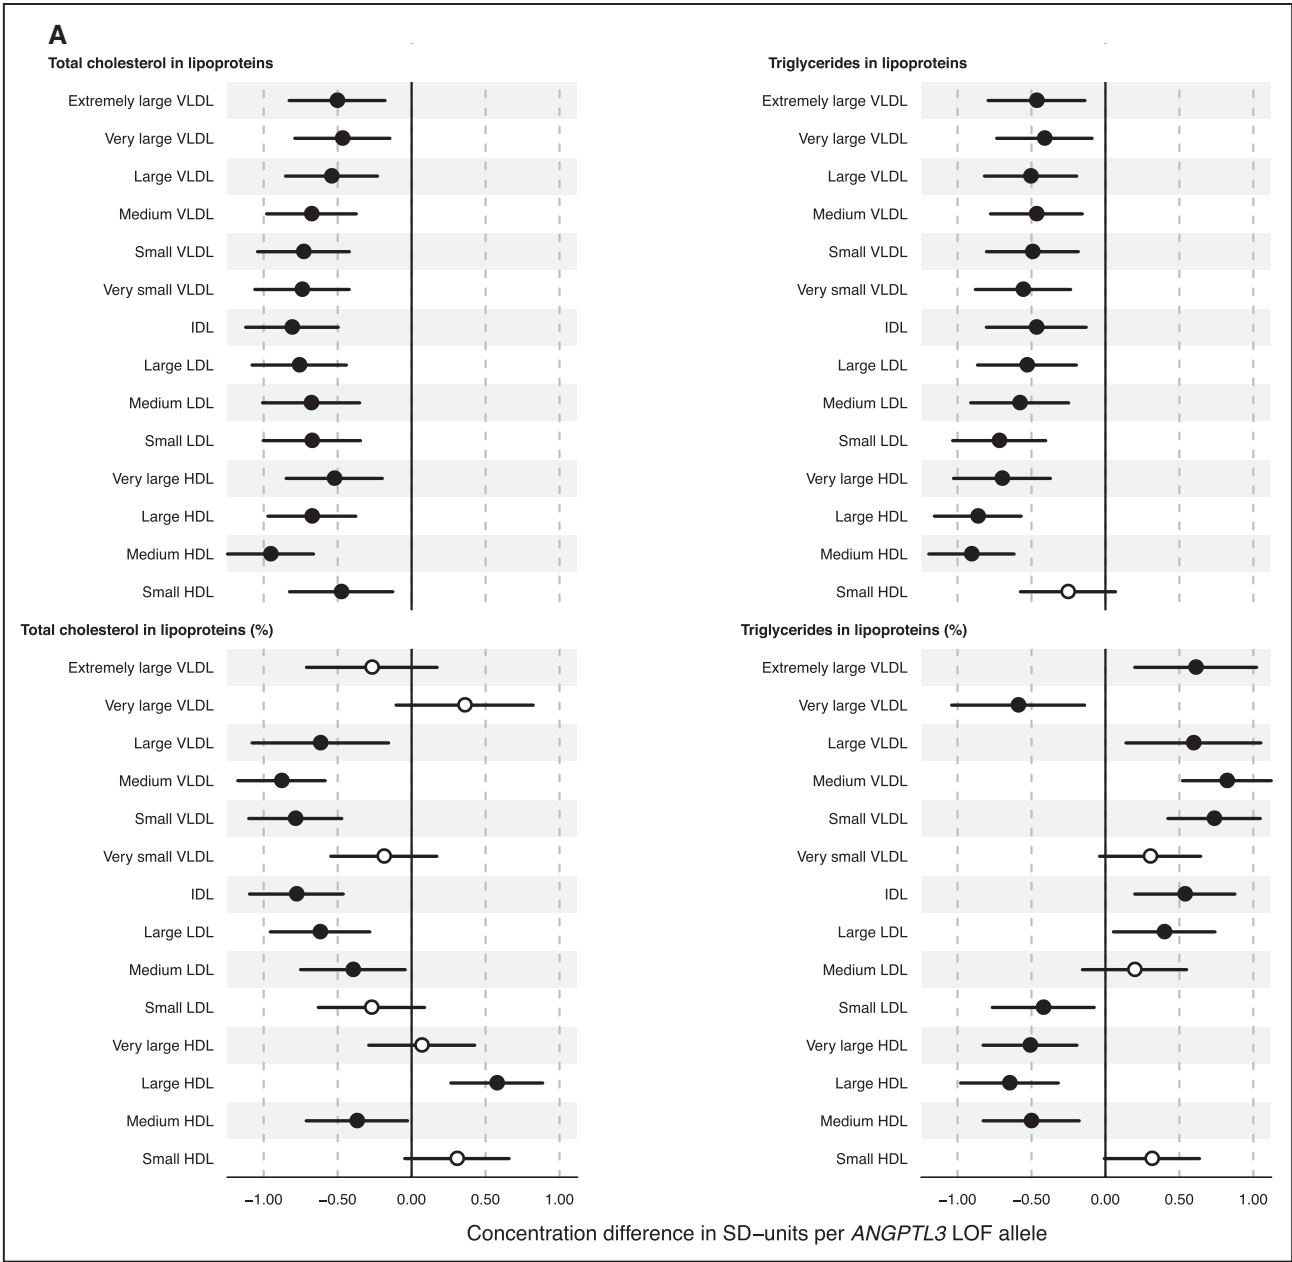 A
Total cholesterol in lipoproteins
Extremely large VLDL
Very large VLDL
Large VLDL
Medium VLDL
Small VLDL
Very small VLDL
IDL
Large LDL
Medium LDL
Small LDL
Very large HDL
Large HDL
Medium HDL
Small HDL
Triglycerides in lipoproteins
Extremely large VLDL
Very large VLDL
Large VLDL
Medium VLDL
Small VLDL
Very small VLDL
IDL
Large LDL
Medium LDL
Small LDL
Very large HDL
Large HDL
Medium HDL
Small HDL
Total cholesterol in lipoproteins (%)
Extremely large VLDL
Very large VLDL
Large VLDL
Medium VLDL
Small VLDL
Very small VLDL
IDL
Large LDL
Medium LDL
Small LDL
Very large HDL
Large HDL
Medium HDL
Small HDL
−1.00 −0.50 0.00 0.50 1.00
Triglycerides in lipoproteins (%)
Extremely large VLDL
Very large VLDL
Large VLDL
Medium VLDL
Small VLDL
Very small VLDL
IDL
Large LDL
Medium LDL
Small LDL
Very large HDL
Large HDL
Medium HDL
Small HDL
−1.00 −0.50 0.00 0.50 1.00
Concentration difference in SD−units per ANGPTL3 LOF allele